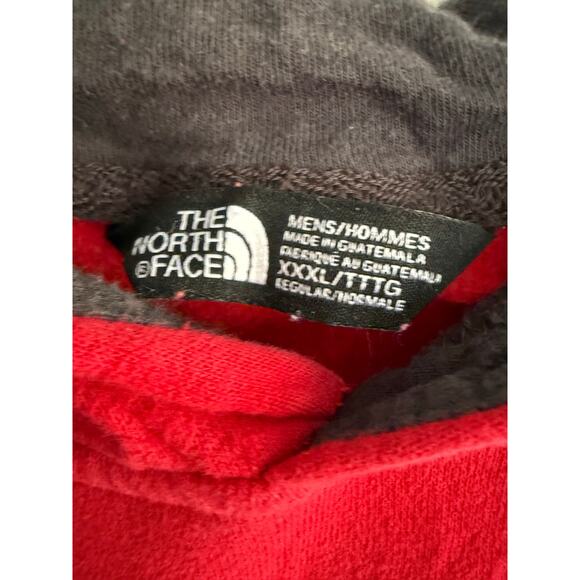 THE
NORTH
®FACE
MENS/HOMMES
MADE IN GUATEMALA
FABRIQUE AU GUATEMALA
XXXL/TTTG
REGULAR/NORMALE